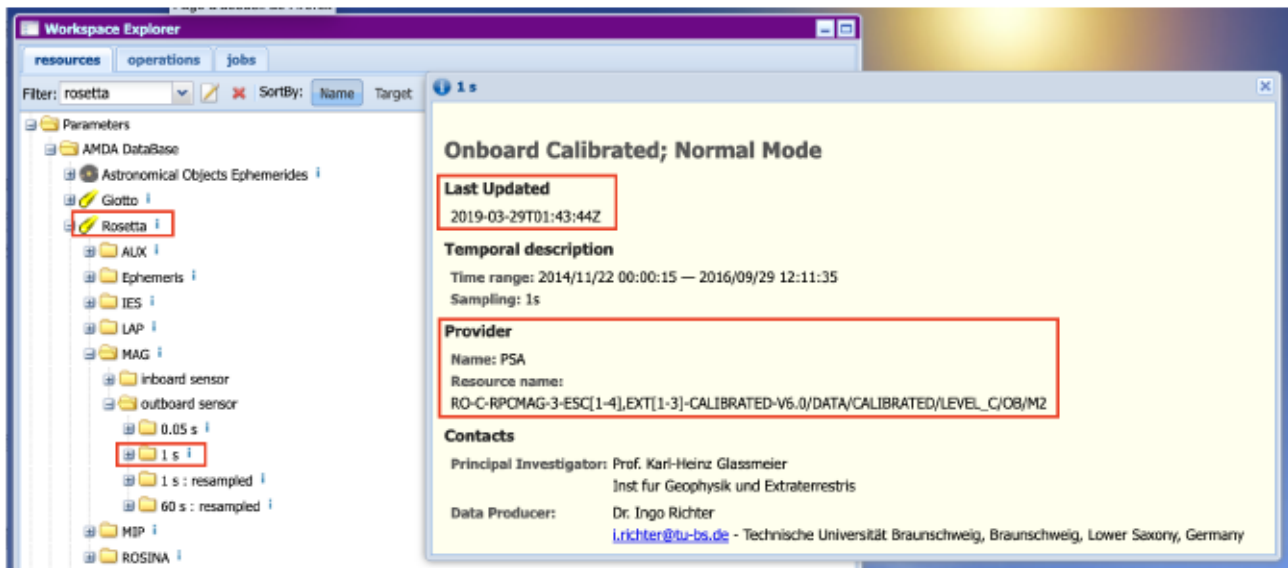 Workspace Explorer
resources operations jobs
Filter: rosetta SortBy: Name Target
Parameters
AMDA DataBase
Astronomical Objects Ephemerides
Giotto
Rosetta
AUX
Ephemeris
IES
LAP
MAG
inboard sensor
outboard sensor
0.05 s
1 s
1 s : resampled
60 s : resampled
MIP
ROSINA
1 s
Onboard Calibrated; Normal Mode
Last Updated
2019-03-29T01:43:44Z
Temporal description
Time range: 2014/11/22 00:00:15 — 2016/09/29 12:11:35
Sampling: 1s
Provider
Name: PSA
Resource name:
RO-C-RPCMAG-3-ESC[1-4],EXT[1-3]-CALIBRATED-V6.0/DATA/CALIBRATED/LEVEL_C/OB/M2
Contacts
Principal Investigator: Prof. Karl-Heinz Glassmeier
Inst fur Geophysik und Extraterrestris
Data Producer: Dr. Ingo Richter
i.richter@tu-bs.de - Technische Universität Braunschweig, Braunschweig, Lower Saxony, Germany